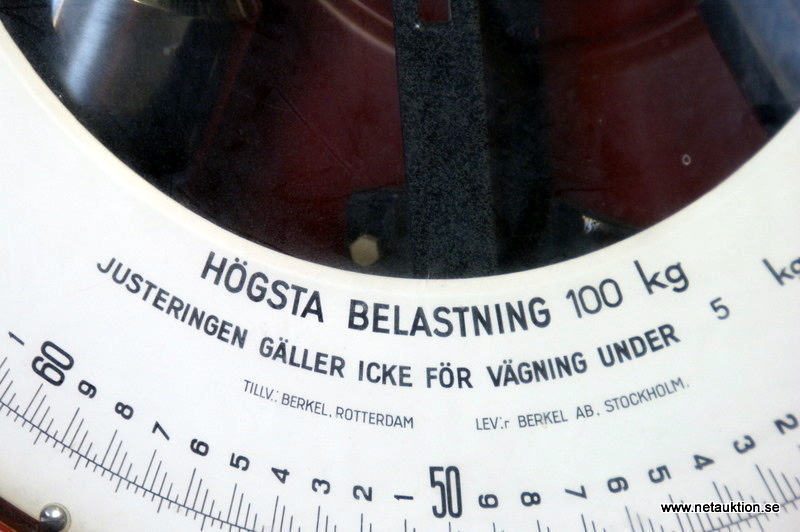 HÖGSTA BELASTNING 100 kg
JUSTERINGEN GÄLLER ICKE FÖR VÄGNING UNDER 5 kg
TILLV.: BERKEL. ROTTERDAM LEV:r BERKEL AB. STOCKHOLM.
1 60 9 8 7 6 5 4 3 2 1 50 9 8 7 6 5 4 3 2
www.netauktion.se